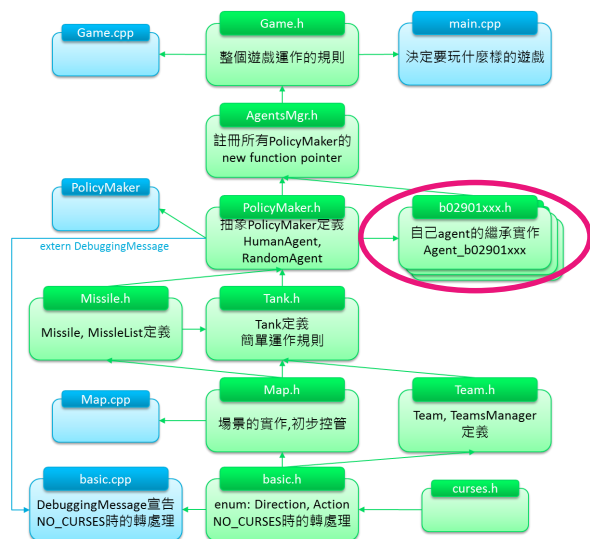 Game.cpp
Game.h
整個遊戲運作的規則
main.cpp
決定要玩什麼樣的遊戲
AgentsMgr.h
註冊所有PolicyMaker的
new function pointer
PolicyMaker
extern DebuggingMessage
PolicyMaker.h
抽象PolicyMaker定義
HumanAgent,
RandomAgent
b02901xxx.h
自己agent的繼承實作
Agent_b02901xxx
Missile.h
Missile, MissleList定義
Tank.h
Tank定義
簡單運作規則
Map.cpp
Map.h
場景的實作,初步控管
Team.h
Team, TeamsManager
定義
basic.cpp
DebuggingMessage宣告
NO_CURSES時的轉處理
basic.h
enum: Direction, Action
NO_CURSES時的轉處理
curses.h